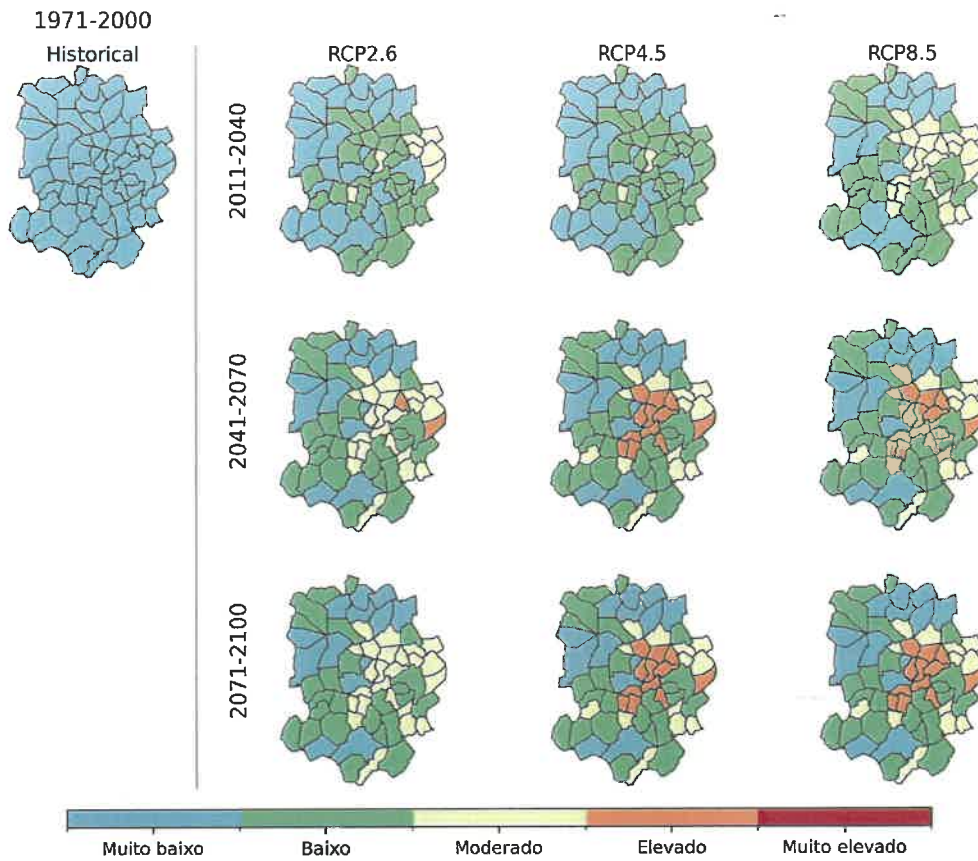 1971-2000
Historical
RCP2.6
RCP4.5
RCP8.5
2011-2040
2041-2070
2071-2100
Muito baixo
Baixo
Moderado
Elevado
Muito elevado